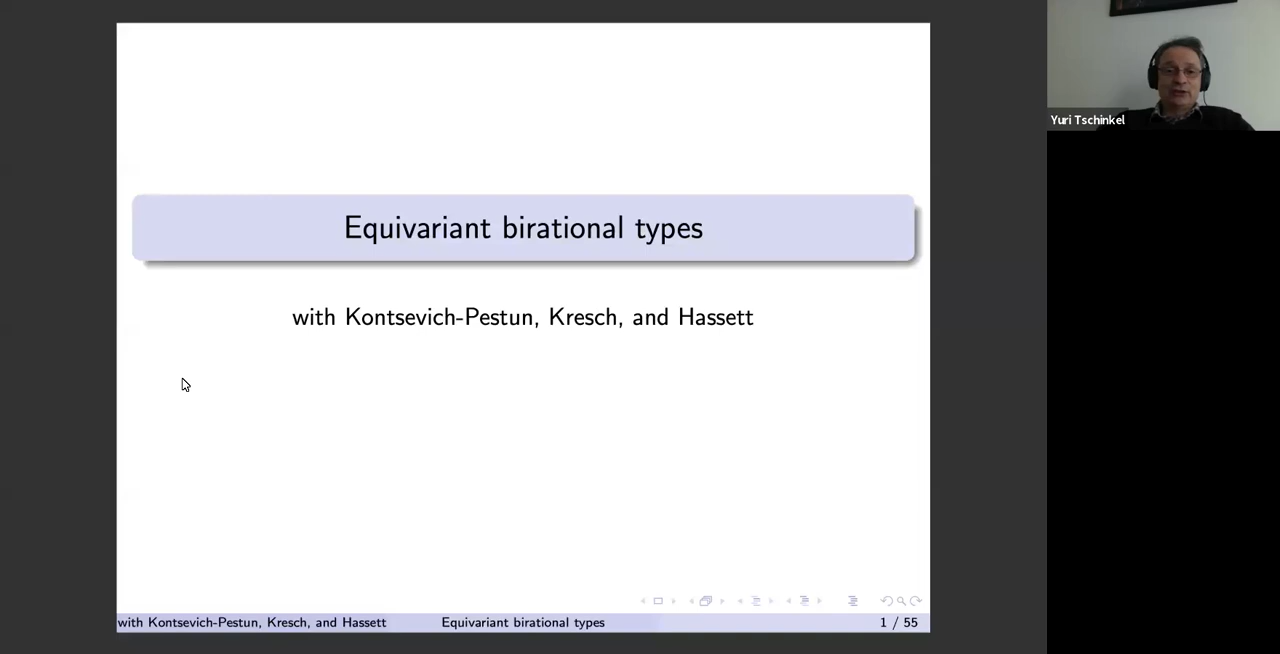 Equivariant birational types
with Kontsevich-Pestun, Kresch, and Hassett
with Kontsevich-Pestun, Kresch, and Hassett Equivariant birational types 1 / 55
Yuri Tschinkel